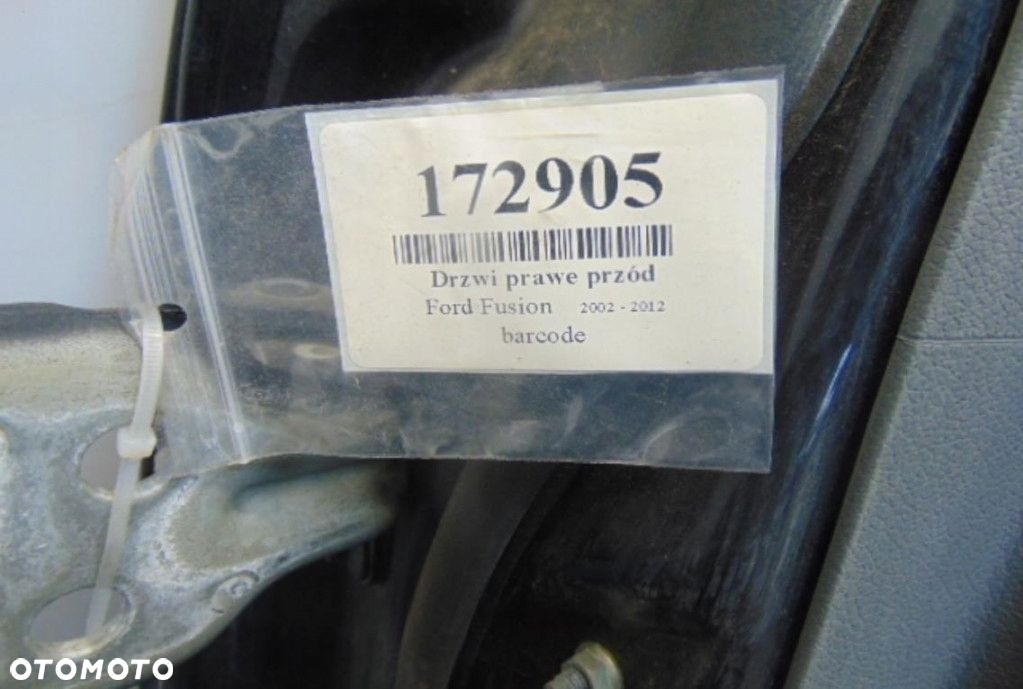 172905
Drzwi prawe przód
Ford Fusion 2002 - 2012
barcode
OTOMOTO